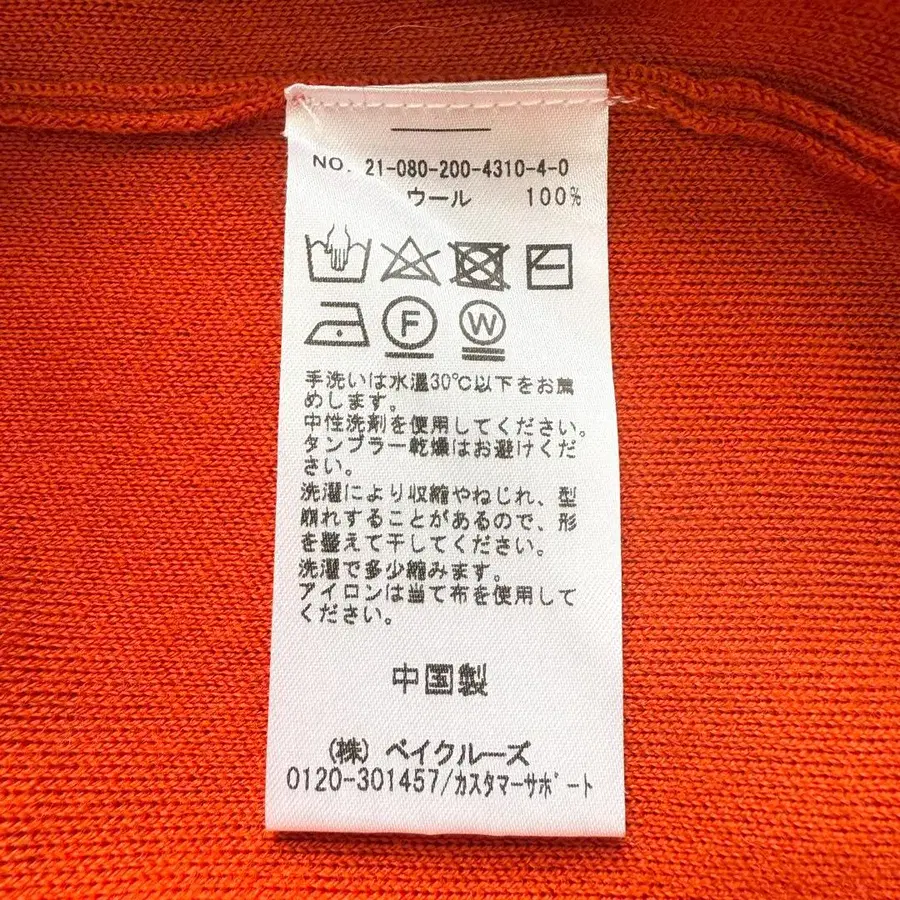 NO. 21-080-200-4310-4-0
ウール 100%
F W
手洗いは水温30℃以下をお薦
めします。
中性洗剤を使用してください。
タンブラー乾燥はお避けくだ
さい。
洗濯により収縮やねじれ、型
崩れすることがあるので、形
を整えて干してください。
洗濯で多少縮みます。
アイロンは当て布を使用して
ください。
中国製
(株) ベイクルーズ
0120-301457/カスタマーサポート